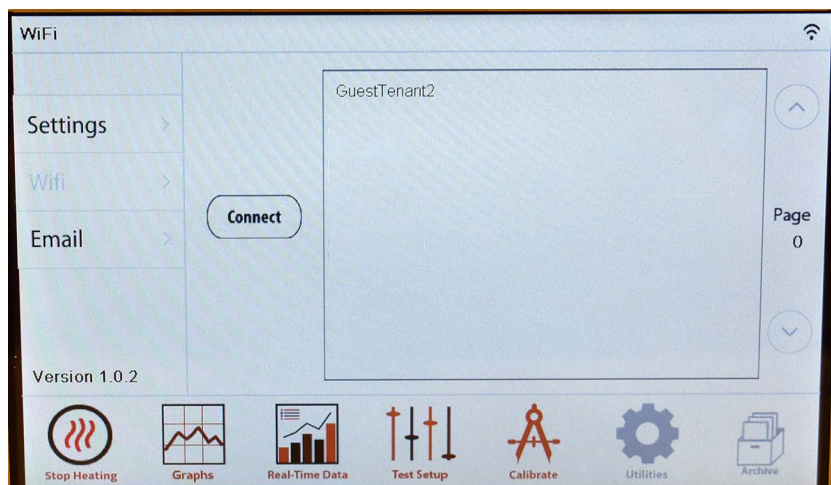 WiFi
GuestTenant2
Settings
Wifi
Connect
Page
0
Email
Version 1.0.2
Stop Heating
Graphs
Real-Time Data
Test Setup
Calibrate
Utilities
Archive